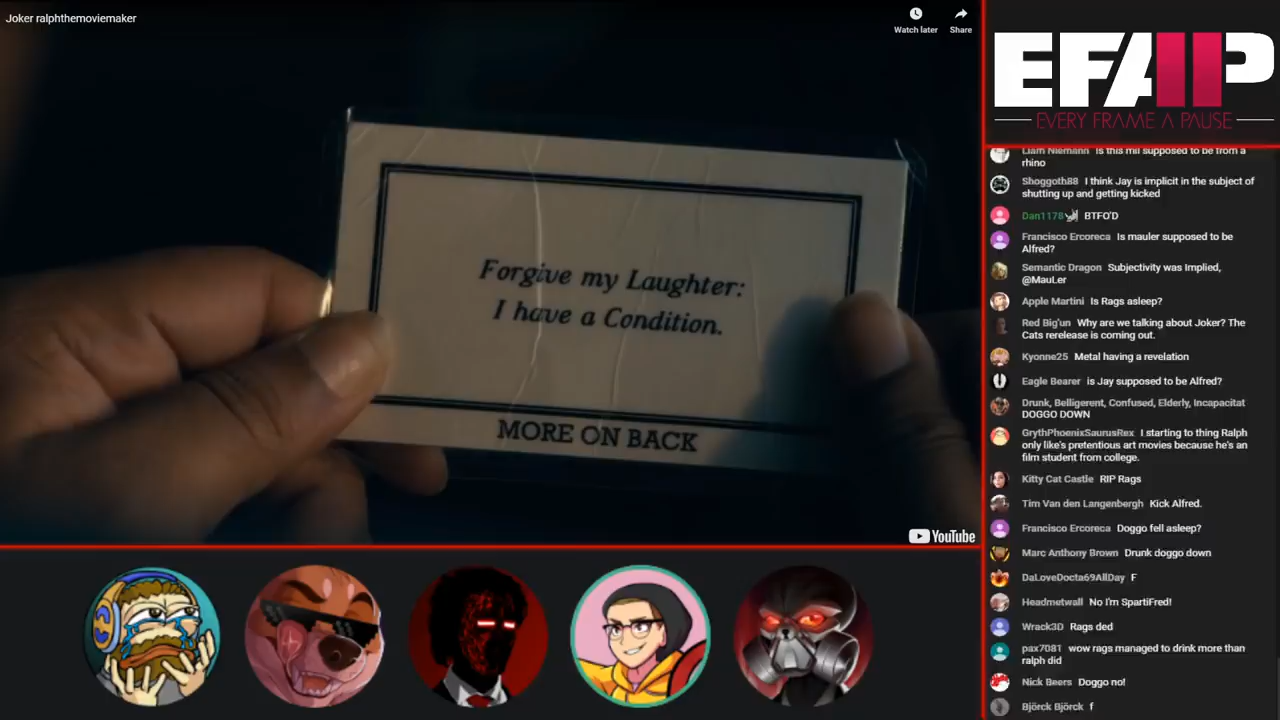 Joker ralphthemoviemaker
Watch later
Share
Forgive my Laughter:
I have a Condition.
MORE ON BACK
YouTube
EFAP
EVERY FRAME A PAUSE
Liam Niemann Is this mil supposed to be from a
rhino
Shoggoth88 I think Jay is implicit in the subject of
shutting up and getting kicked
Dan1178 BTFO'D
Francisco Ercoreca Is mauler supposed to be
Alfred?
Semantic Dragon Subjectivity was Implied,
@MauLer
Apple Martini Is Rags asleep?
Red Big'un Why are we talking about Joker? The
Cats rerelease is coming out.
Kyonne25 Metal having a revelation
Eagle Bearer is Jay supposed to be Alfred?
Drunk, Belligerent, Confused, Elderly, Incapacitat
DOGGO DOWN
GrythPhoenixSaurusRex I starting to thing Ralph
only like's pretentious art movies because he's an
film student from college.
Kitty Cat Castle RIP Rags
Tim Van den Langenbergh Kick Alfred.
Francisco Ercoreca Doggo fell asleep?
Marc Anthony Brown Drunk doggo down
DaLoveDocta69AllDay F
Headmetwall No I'm SpartiFred!
Wrack3D Rags ded
pax7081 wow rags managed to drink more than
ralph did
Nick Beers Doggo no!
Björck Björck f